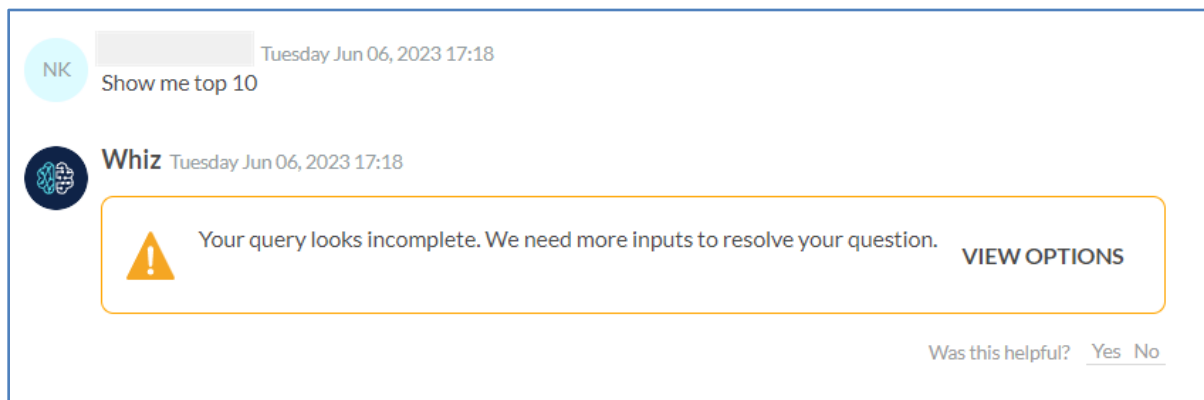 NK
Tuesday Jun 06, 2023 17:18
Show me top 10
Whiz Tuesday Jun 06, 2023 17:18
Your query looks incomplete. We need more inputs to resolve your question.
VIEW OPTIONS
Was this helpful? Yes No